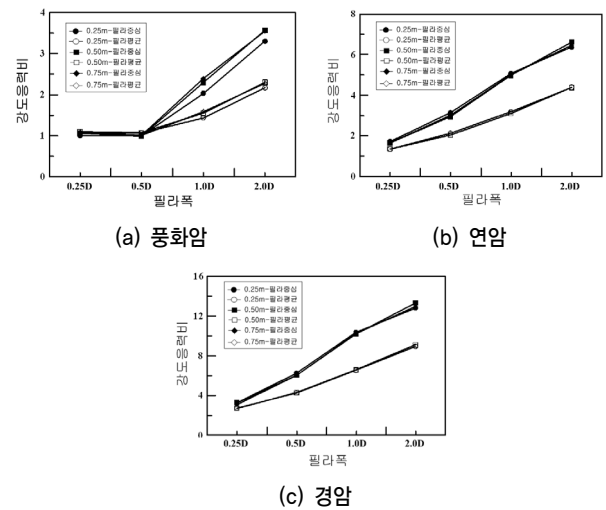 4
3
2
1
0
강도응력비
0.25m-필라중심
0.25m-필라평균
0.50m-필라중심
0.50m-필라평균
0.75m-필라중심
0.75m-필라평균
0.25D 0.5D 1.0D 2.0D
필라폭
(a) 풍화암
8
6
4
2
0
강도응력비
0.25m-필라중심
0.25m-필라평균
0.50m-필라중심
0.50m-필라평균
0.75m-필라중심
0.75m-필라평균
0.25D 0.5D 1.0D 2.0D
필라폭
(b) 연암
16
12
8
4
0
강도응력비
0.25m-필라중심
0.25m-필라평균
0.50m-필라중심
0.50m-필라평균
0.75m-필라중심
0.75m-필라평균
0.25D 0.5D 1.0D 2.0D
필라폭
(c) 경암